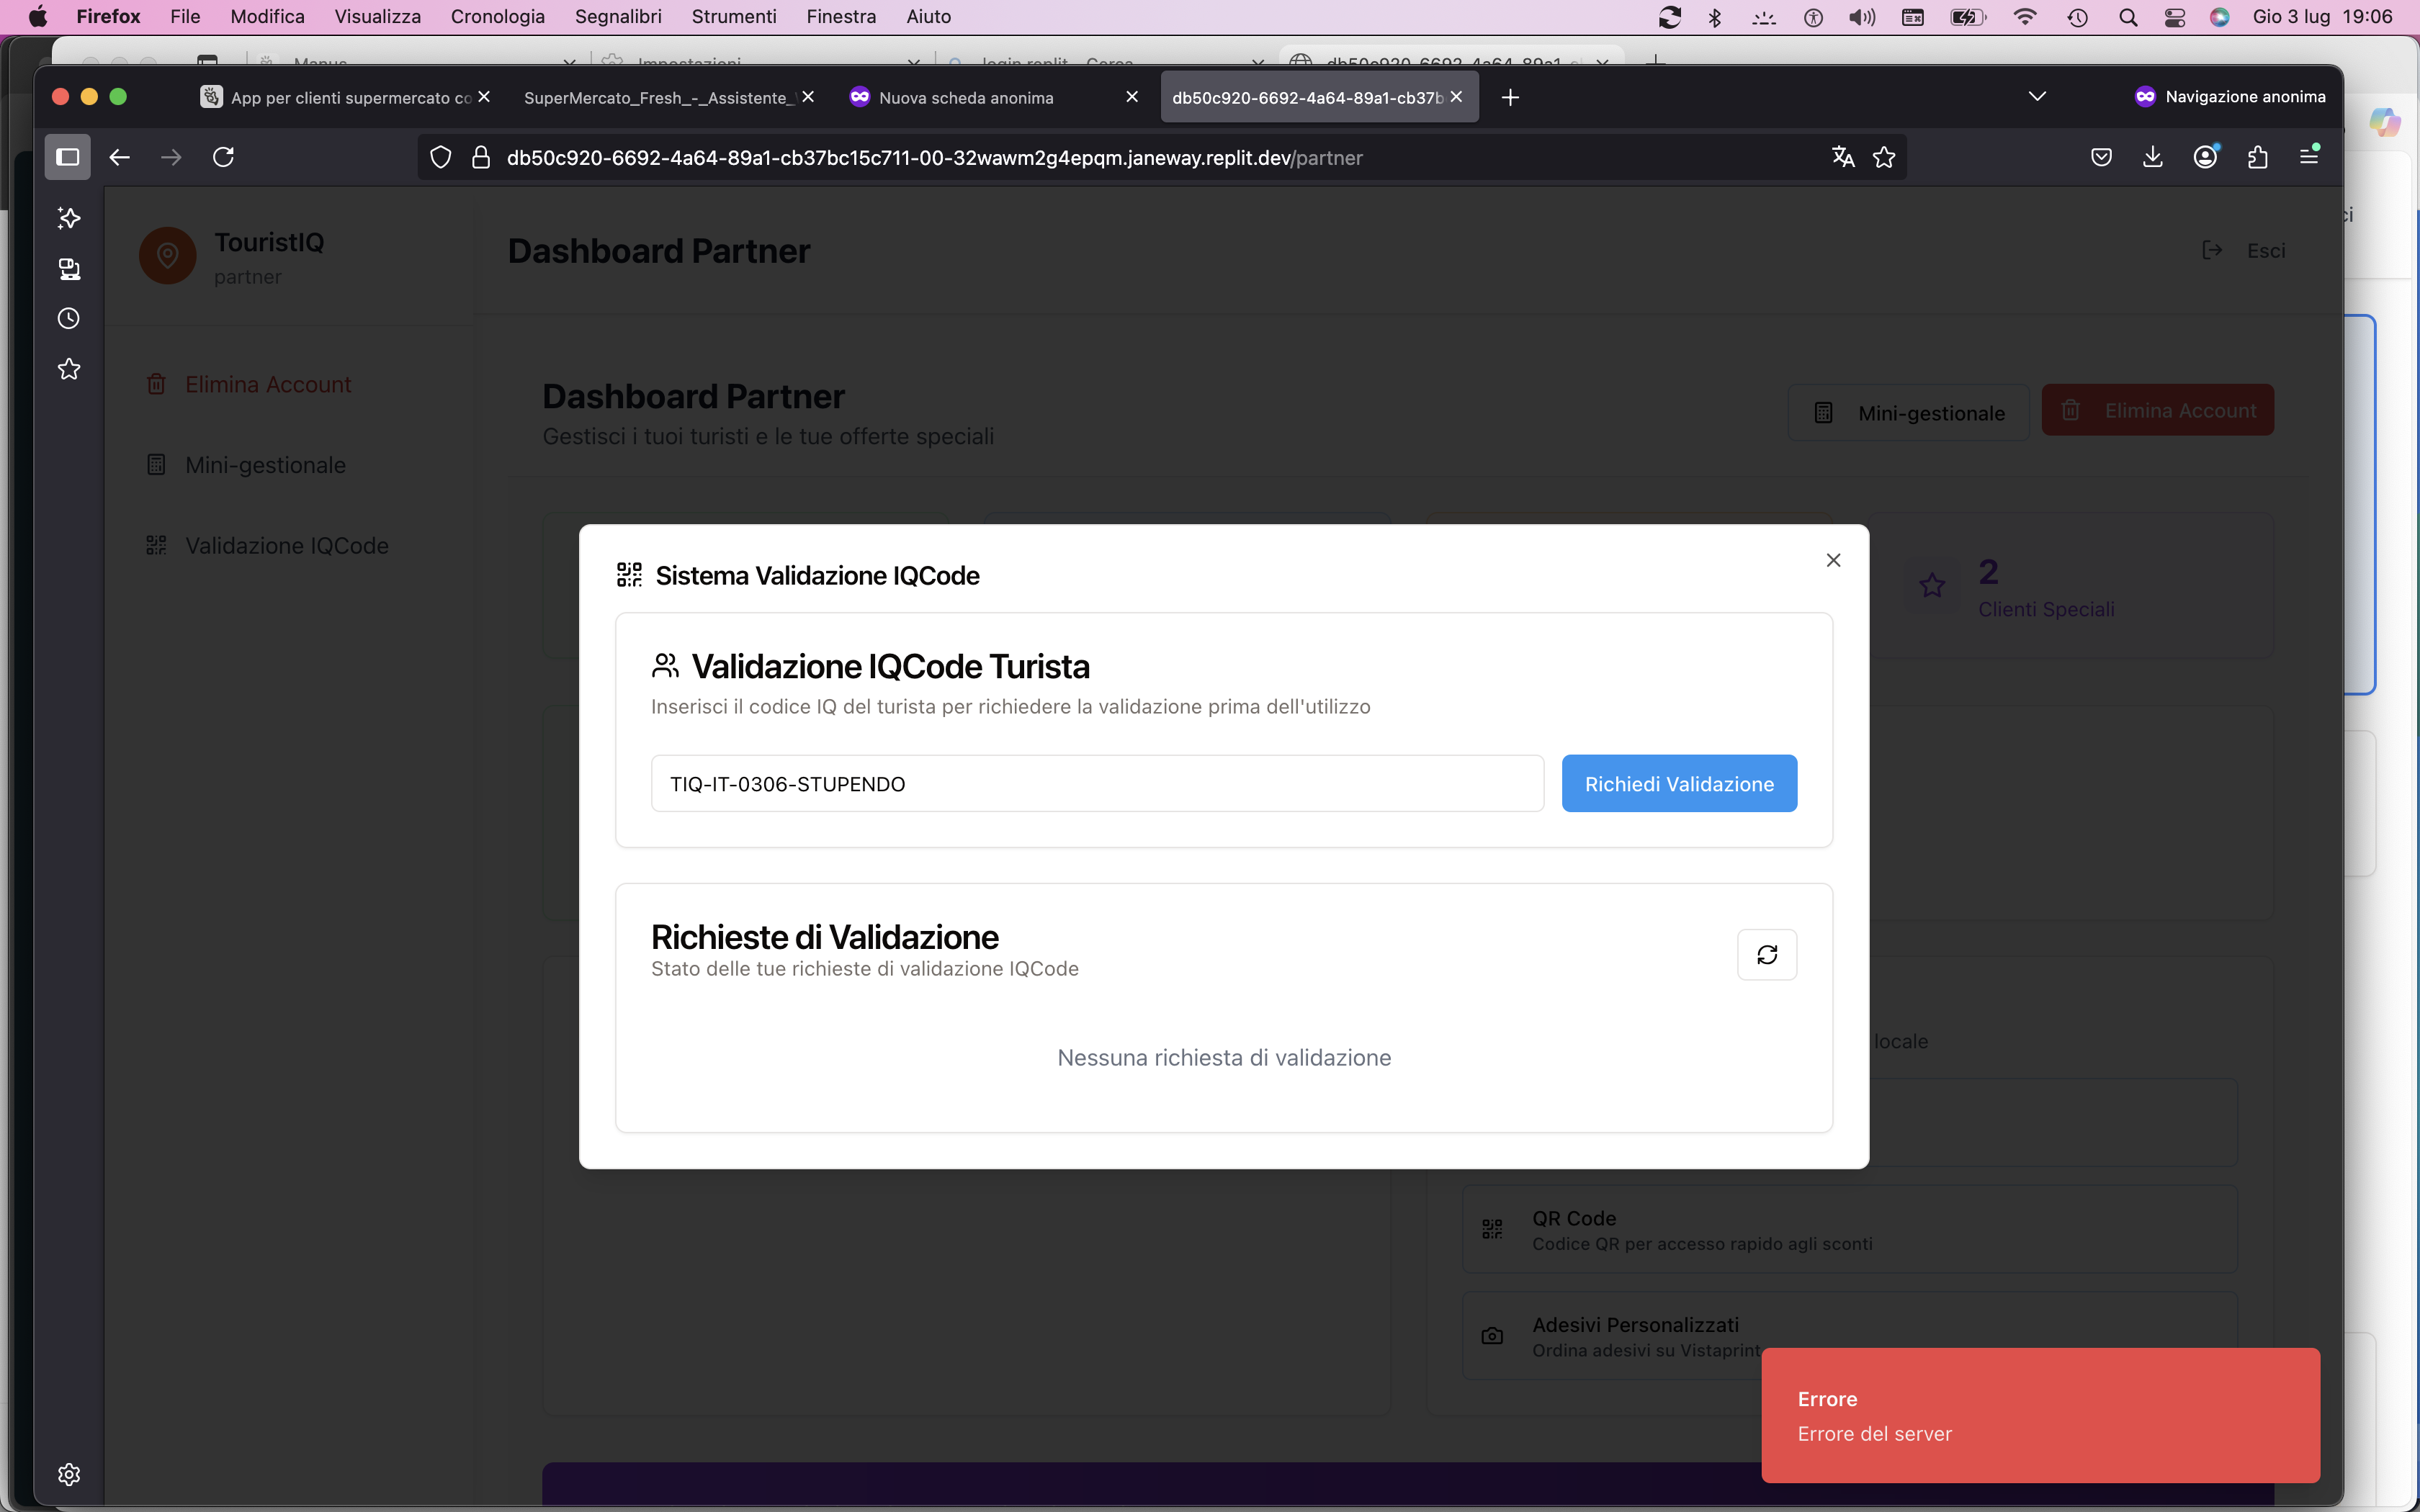 Firefox File Modifica Visualizza Cronologia Segnalibri Strumenti Finestra Aiuto Gio 3 lug 19:06
App per clienti supermercato co SuperMercato_Fresh_-_Assistente_ Nuova scheda anonima db50c920-6692-4a64-89a1-cb37b Navigazione anonima
db50c920-6692-4a64-89a1-cb37bc15c711-00-32wawm2g4epqm.janeway.replit.dev/partner
TouristIQ
partner
Elimina Account
Mini-gestionale
Validazione IQCode
Dashboard Partner
Esci
Dashboard Partner
Gestisci i tuoi turisti e le tue offerte speciali
Mini-gestionale
Elimina Account
2
Clienti Speciali
Sistema Validazione IQCode
Validazione IQCode Turista
Inserisci il codice IQ del turista per richiedere la validazione prima dell'utilizzo
TIQ-IT-0306-STUPENDO
Richiedi Validazione
Richieste di Validazione
Stato delle tue richieste di validazione IQCode
Nessuna richiesta di validazione
locale
QR Code
Codice QR per accesso rapido agli sconti
Adesivi Personalizzati
Ordina adesivi su Vistaprint
Errore
Errore del server